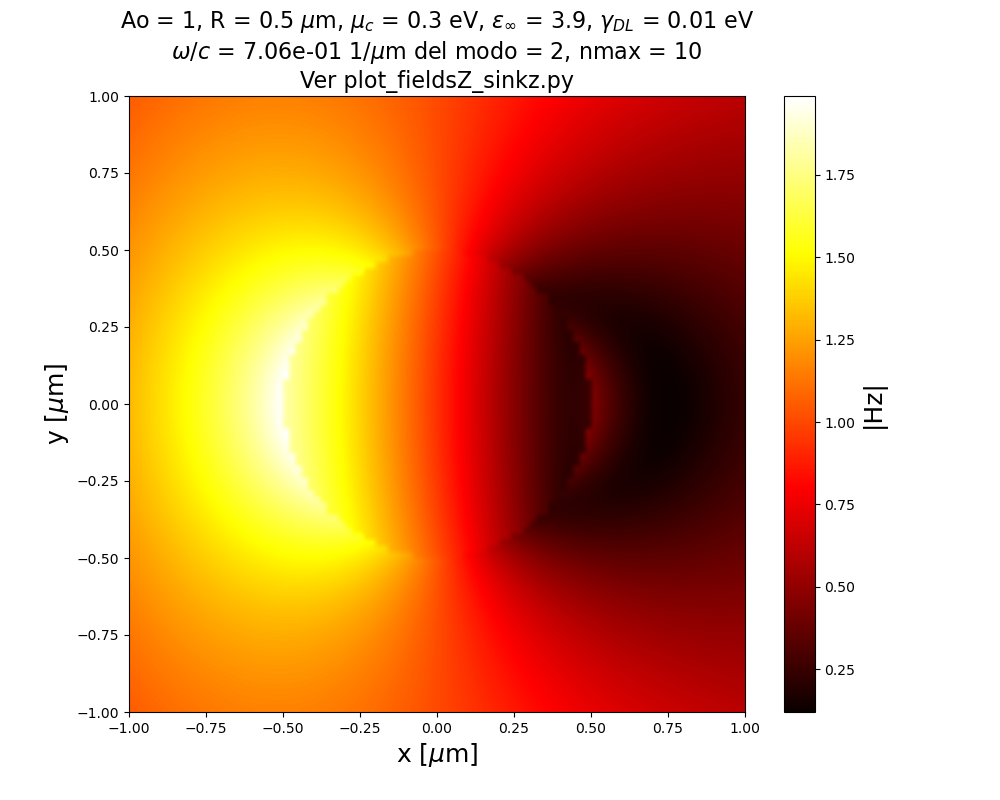 Ao = 1, R = 0.5 μm, μ_c = 0.3 eV, ε_∞ = 3.9, γ_DL = 0.01 eV
ω/c = 7.06e-01 1/μm del modo = 2, nmax = 10
Ver plot_fieldsZ_sinkz.py
1.00
0.75
0.50
0.25
0.00
−0.25
−0.50
−0.75
−1.00
y [μm]
−1.00 −0.75 −0.50 −0.25 0.00 0.25 0.50 0.75 1.00
x [μm]
1.75
1.50
1.25
1.00
0.75
0.50
0.25
|Hz|